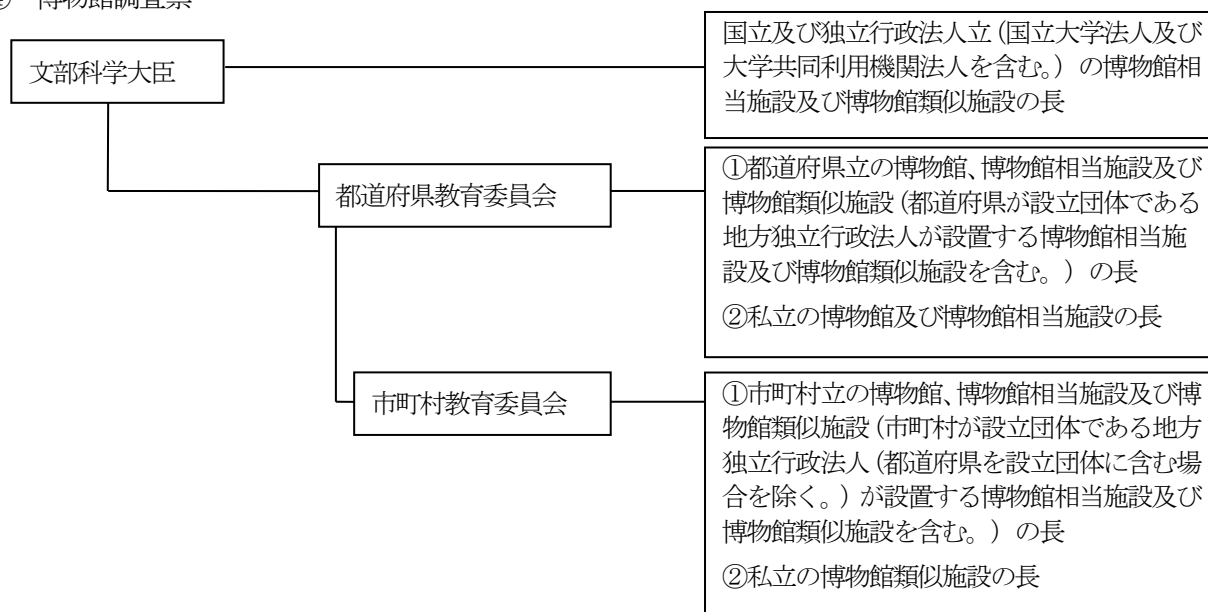 博物館調査票
文部科学大臣
国立及び独立行政法人立(国立大学法人及び
大学共同利用機関法人を含む。)の博物館相
当施設及び博物館類似施設の長
都道府県教育委員会
①都道府県立の博物館、博物館相当施設及び
博物館類似施設(都道府県が設立団体である
地方独立行政法人が設置する博物館相当施
設及び博物館類似施設を含む。)の長
②私立の博物館及び博物館相当施設の長
市町村教育委員会
①市町村立の博物館、博物館相当施設及び博
物館類似施設(市町村が設立団体である地方
独立行政法人(都道府県を設立団体に含む場
合を除く。)が設置する博物館相当施設及び
博物館類似施設を含む。)の長
②私立の博物館類似施設の長